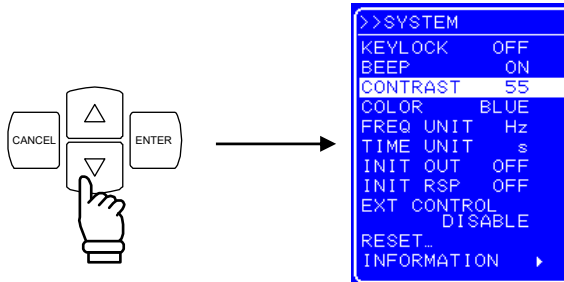 CANCEL
ENTER
>>SYSTEM
KEYLOCK OFF
BEEP ON
CONTRAST 55
COLOR BLUE
FREQ UNIT Hz
TIME UNIT s
INIT OUT OFF
INIT RSP OFF
EXT CONTROL
DISABLE
RESET…
INFORMATION